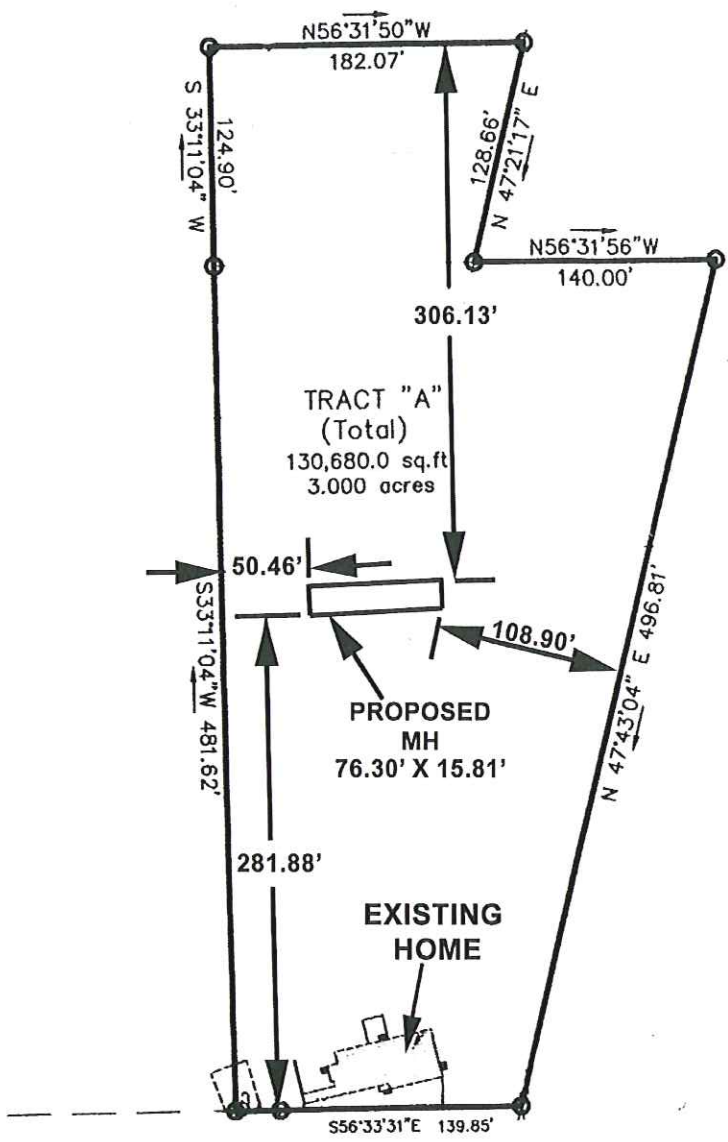 N56°31'50"W
182.07'
S 33°11'04" W
124.90'
128.66'
N 47°21'17" E
N56°31'56"W
140.00'
306.13'
TRACT "A"
(Total)
130,680.0 sq.ft
3.000 acres
50.46'
S33°11'04"W 481.62'
108.90'
N 47°43'04" E 496.81'
PROPOSED
MH
76.30' X 15.81'
281.88'
EXISTING
HOME
S56°33'31"E 139.85'